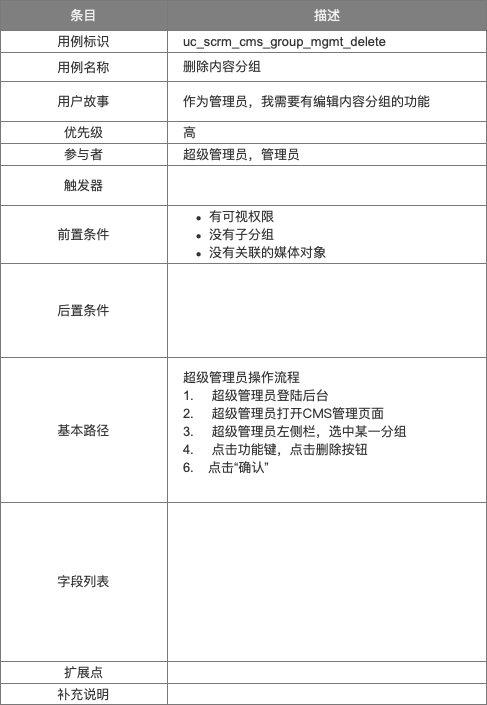 条目 描述
用例标识 uc_scrm_cms_group_mgmt_delete
用例名称 删除内容分组
用户故事 作为管理员，我需要有编辑内容分组的功能
优先级 高
参与者 超级管理员，管理员
触发器
前置条件
• 有可视权限
• 没有子分组
• 没有关联的媒体对象
后置条件
基本路径
超级管理员操作流程
1. 超级管理员登陆后台
2. 超级管理员打开CMS管理页面
3. 超级管理员左侧栏，选中某一分组
4. 点击功能键，点击删除按钮
6. 点击“确认”
字段列表
扩展点
补充说明